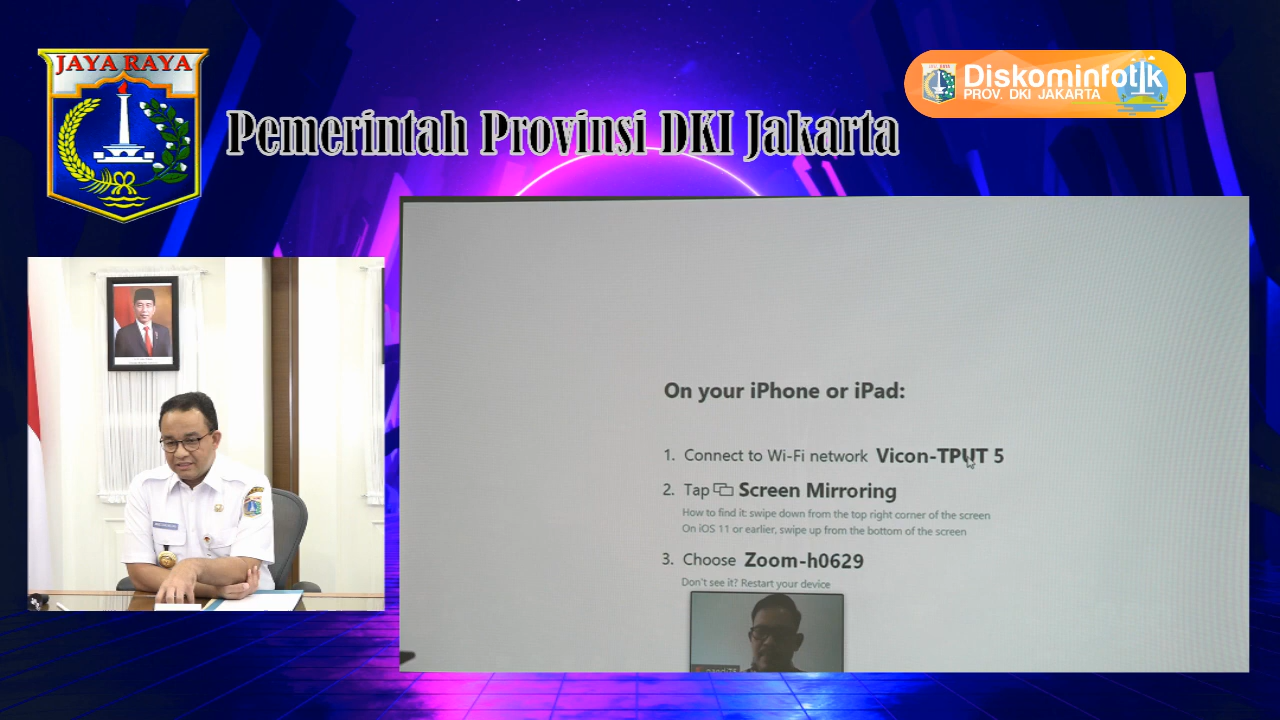 JAYA RAYA
Diskominfotik
PROV. DKI JAKARTA
Pemerintah Provinsi DKI Jakarta
On your iPhone or iPad:
1. Connect to Wi-Fi network Vicon-TPUT 5
2. Tap Screen Mirroring
How to find it: swipe down from the top right corner of the screen
On iOS 11 or earlier, swipe up from the bottom of the screen
3. Choose Zoom-h0629
Don't see it? Restart your device